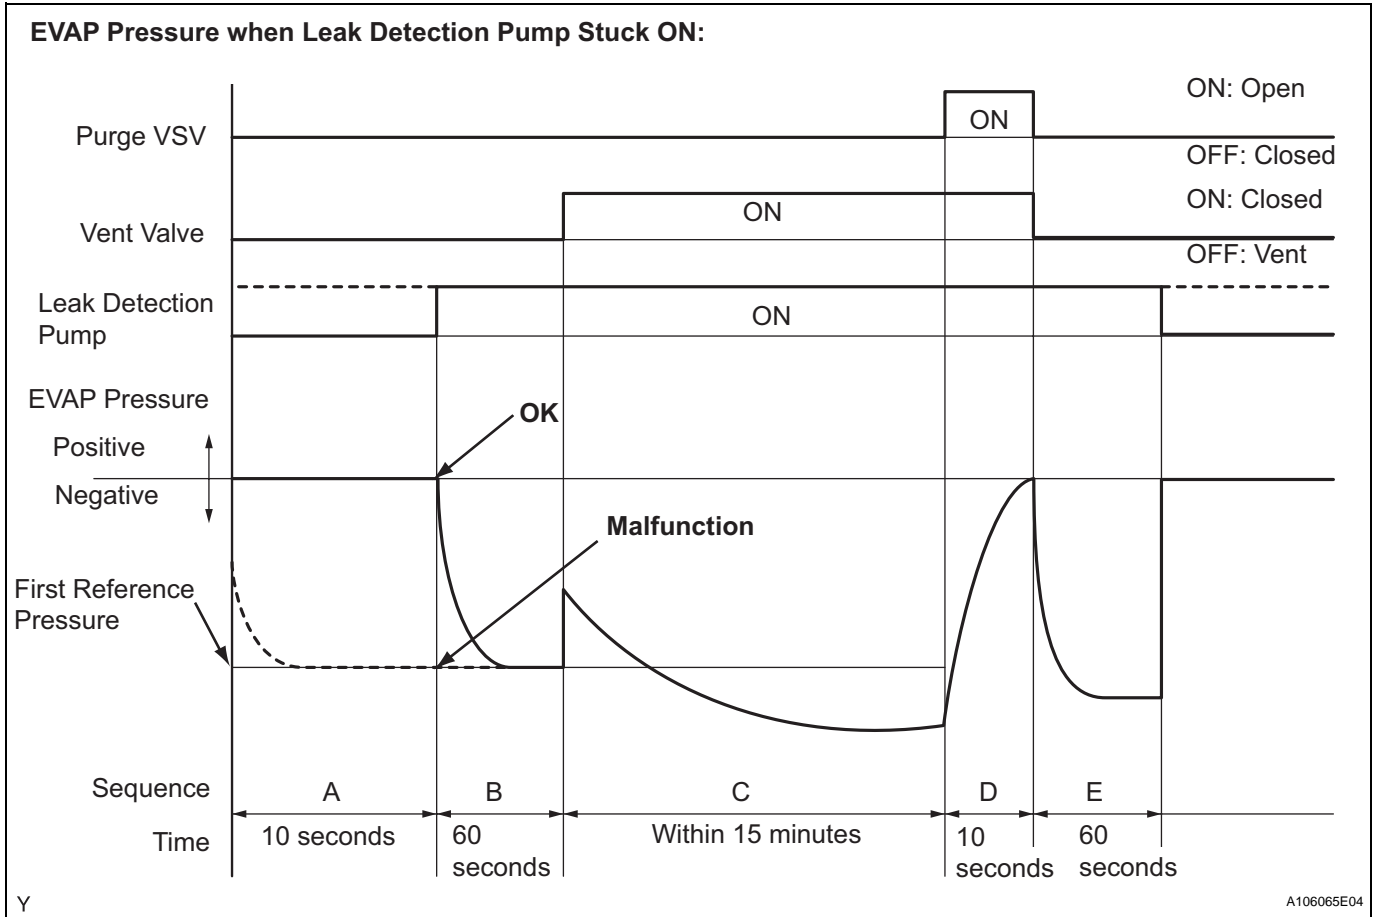 EVAP Pressure when Leak Detection Pump Stuck ON:
ON: Open
Purge VSV
ON
OFF: Closed
ON: Closed
Vent Valve
ON
OFF: Vent
Leak Detection
Pump
ON
EVAP Pressure
OK
Positive
Negative
Malfunction
First Reference
Pressure
Sequence
A
B
C
D
E
Time
10 seconds
60
seconds
Within 15 minutes
10
seconds
60
seconds
Y
A106065E04